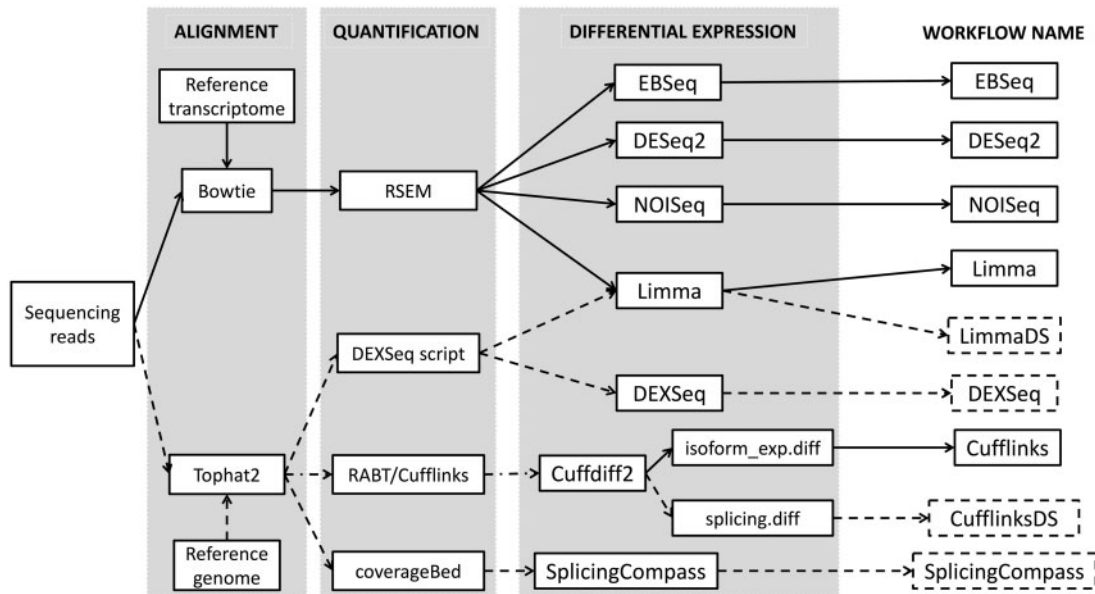 ALIGNMENT
QUANTIFICATION
DIFFERENTIAL EXPRESSION
WORKFLOW NAME
Reference
transcriptome
EBSeq
EBSeq
DESeq2
DESeq2
Bowtie
RSEM
NOISeq
NOISeq
Limma
Limma
Sequencing
reads
DEXSeq script
LimmaDS
DEXSeq
DEXSeq
Tophat2
RABT/Cufflinks
Cuffdiff2
isoform_exp.diff
Cufflinks
splicing.diff
CufflinksDS
Reference
genome
coverageBed
SplicingCompass
SplicingCompass